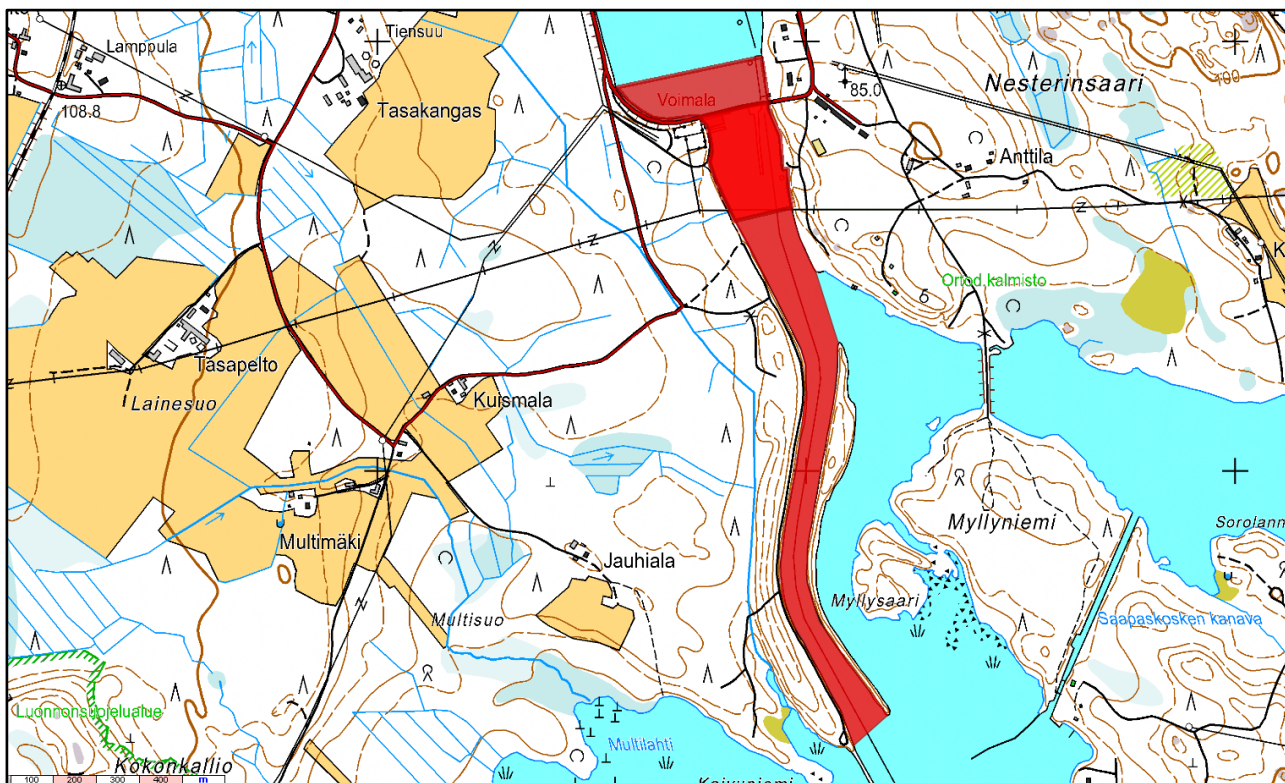 Lamppula
Tiensuu
108.8
Tasakangas
Voimala
85.0
Nesterinsaari
100
Anttila
K
Ortod.kalmisto
Tasapelto
Lainesuo
Kuismala
Multimäki
Jauhiala
Myllyniemi
Sorolann
Multisuo
Myllysaari
Saapaskosken kanava
Luonnonsuojelualue
Multilahti
Kokonkallio
Koivuniemi
100 200 300 400 m